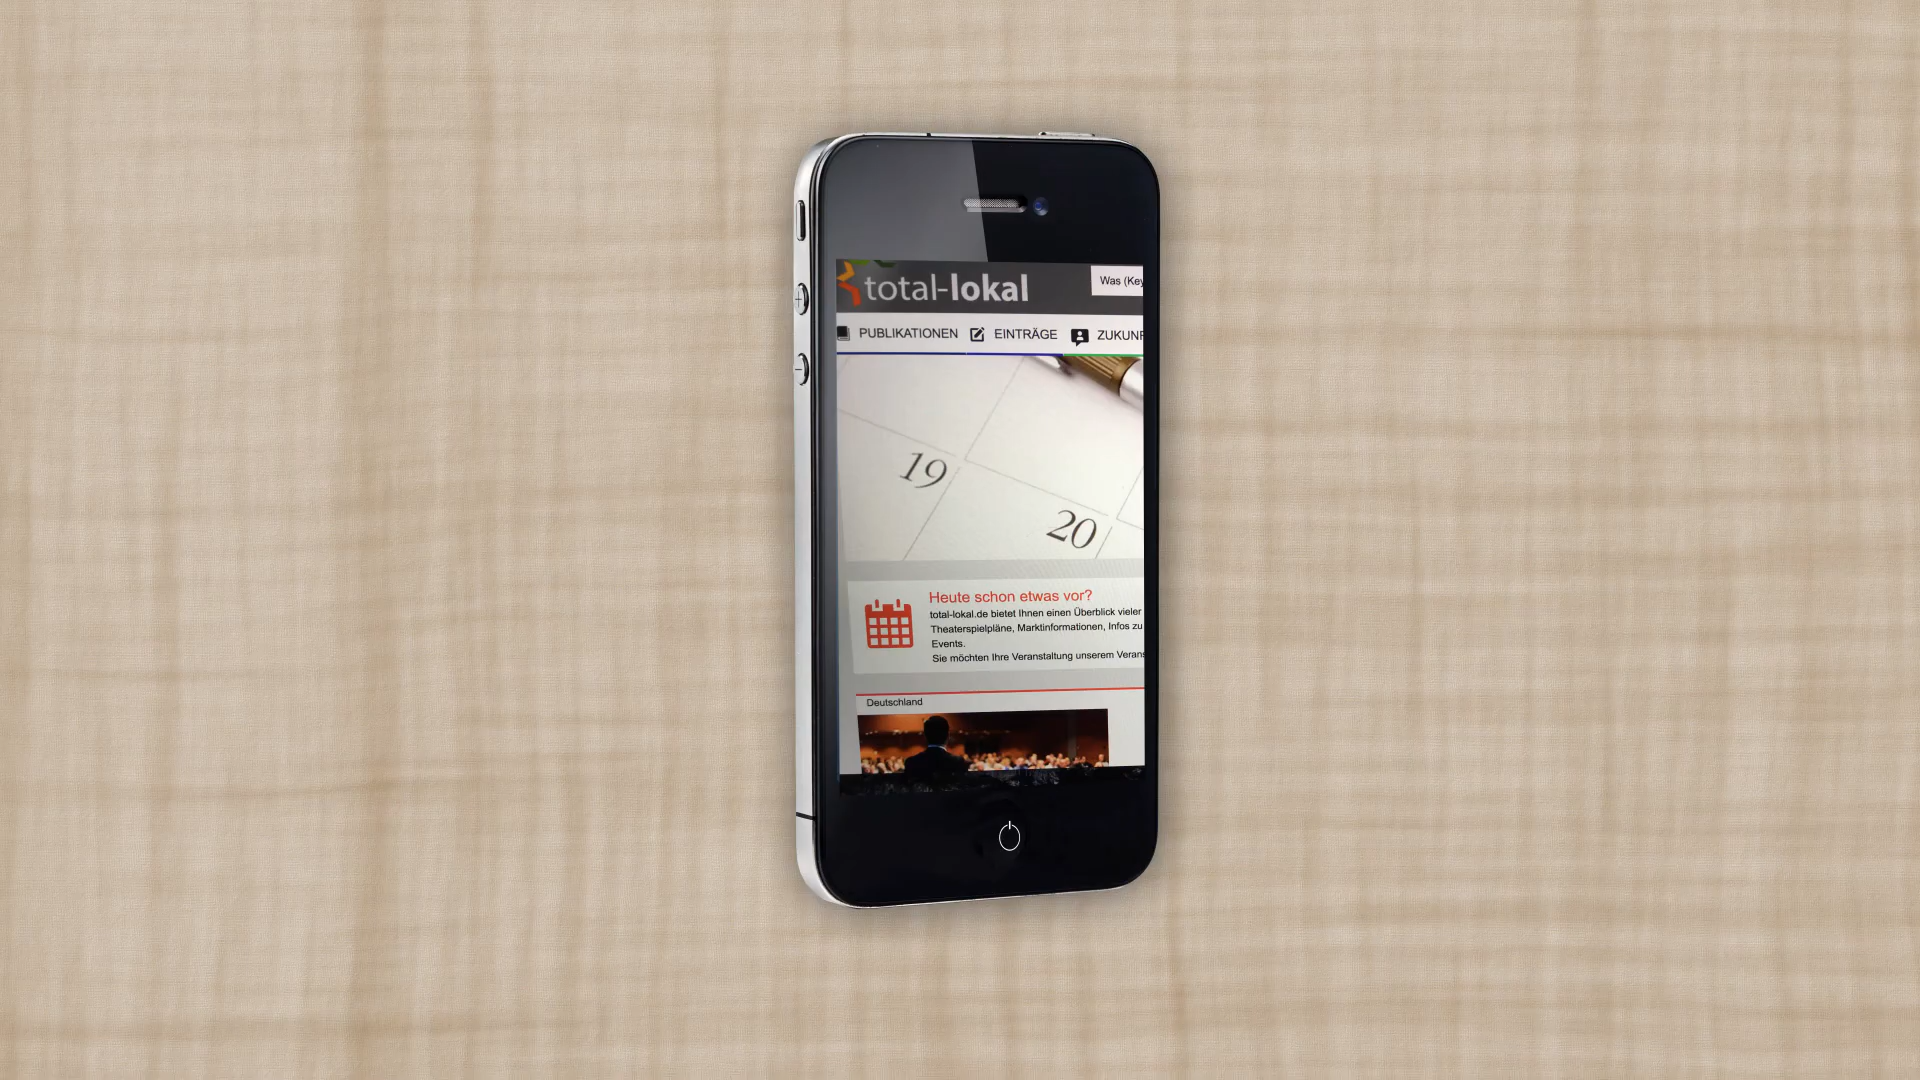 total-lokal
Was (Key
PUBLIKATIONEN
EINTRÄGE
ZUKUNF
19
20
Heute schon etwas vor?
total-lokal.de bietet Ihnen einen Überblick vieler
Theaterspielpläne, Marktinformationen, Infos zu
Events.
Sie möchten Ihre Veranstaltung unserem Verans
Deutschland